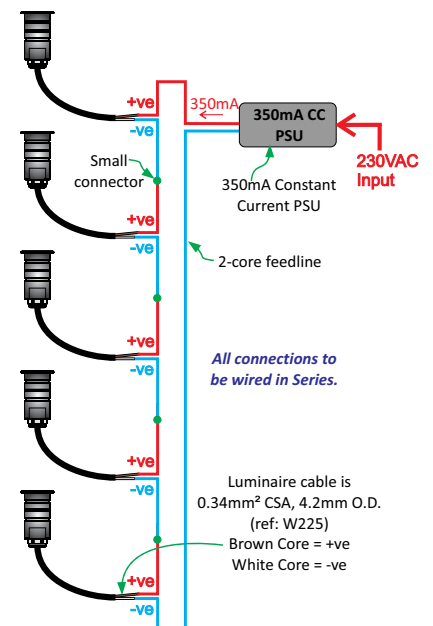 +ve
-ve
350mA
350mA CC
PSU
230VAC
Input
Small
connector
350mA Constant
Current PSU
+ve
-ve
2-core feedline
+ve
-ve
All connections to
be wired in Series.
+ve
-ve
Luminaire cable is
0.34mm² CSA, 4.2mm O.D.
(ref: W225)
Brown Core = +ve
White Core = -ve
+ve
-ve